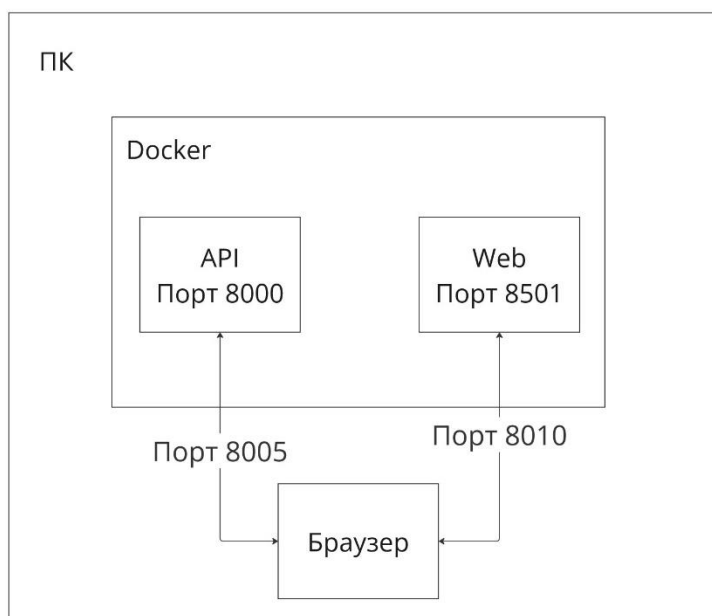 ПК
Docker
API
Порт 8000
Web
Порт 8501
Порт 8005
Порт 8010
Браузер